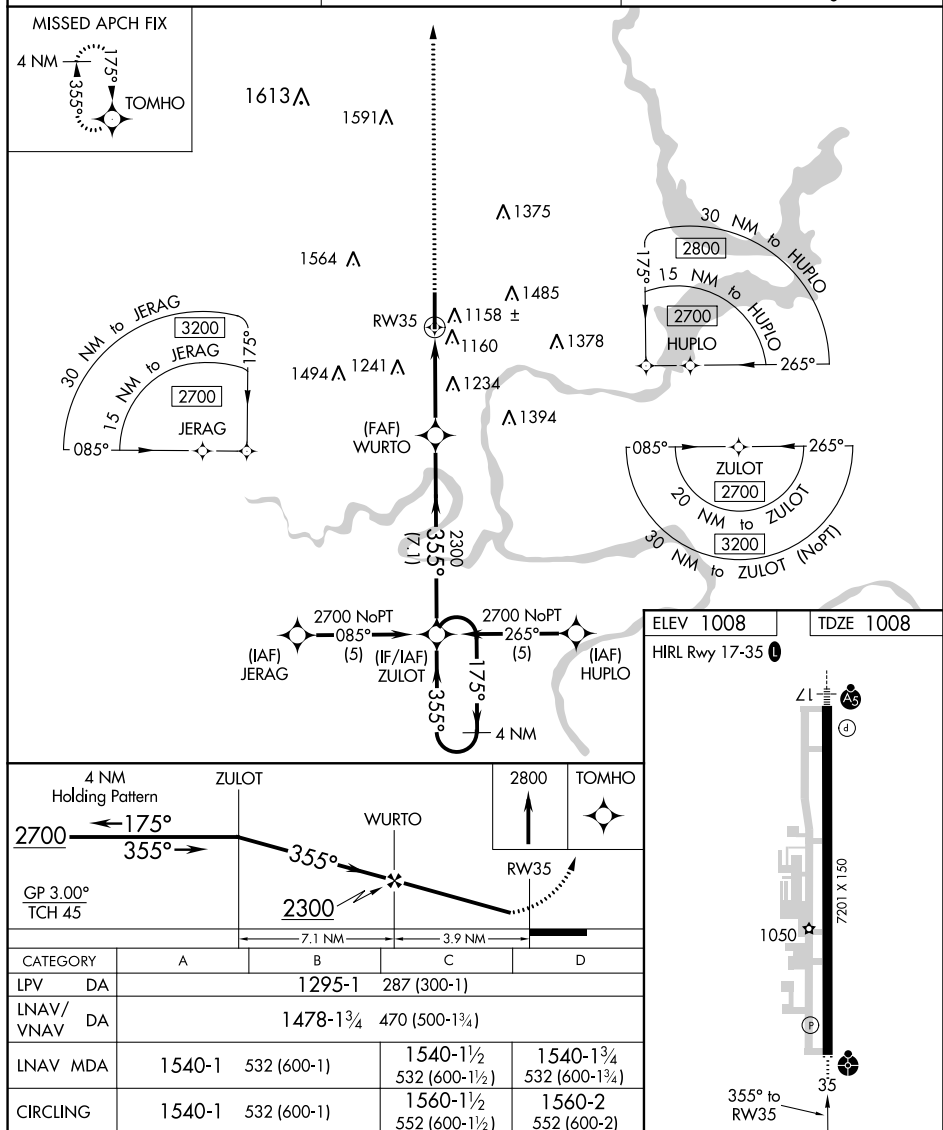 MISSED APCH FIX
4 NM
175°
355°
TOMHO
1613
1591
1375
1564
1485
RW35
1158 ±
1160
1378
1494
1241
1234
1394
30 NM to JERAG
3200
175°
15 NM to JERAG
2700
JERAG
085°
30 NM to HUPLO
2800
175°
15 NM to HUPLO
2700
HUPLO
265°
(FAF)
WURTO
085°
265°
ZULOT
2700
20 NM to ZULOT
3200
30 NM to ZULOT (NoPT)
2300
355°
(7.1)
2700 NoPT
085°
(5)
(IAF)
JERAG
(IF/IAF)
ZULOT
2700 NoPT
265°
(5)
(IAF)
HUPLO
355°
175°
4 NM
ELEV 1008
TDZE 1008
HIRL Rwy 17-35 L
17
A5
P
7201 X 150
1050
P
35
355° to
RW35
4 NM
Holding Pattern
ZULOT
2700
175°
355°
355°
WURTO
2800
TOMHO
RW35
GP 3.00°
TCH 45
2300
7.1 NM
3.9 NM
CATEGORY A B C D
LPV DA 1295-1 287 (300-1)
LNAV/
VNAV DA 1478-1¾ 470 (500-1¾)
LNAV MDA 1540-1 532 (600-1) 1540-1½ 1540-1¾
532 (600-1½) 532 (600-1¾)
CIRCLING 1540-1 532 (600-1) 1560-1½ 1560-2
552 (600-1½) 552 (600-2)